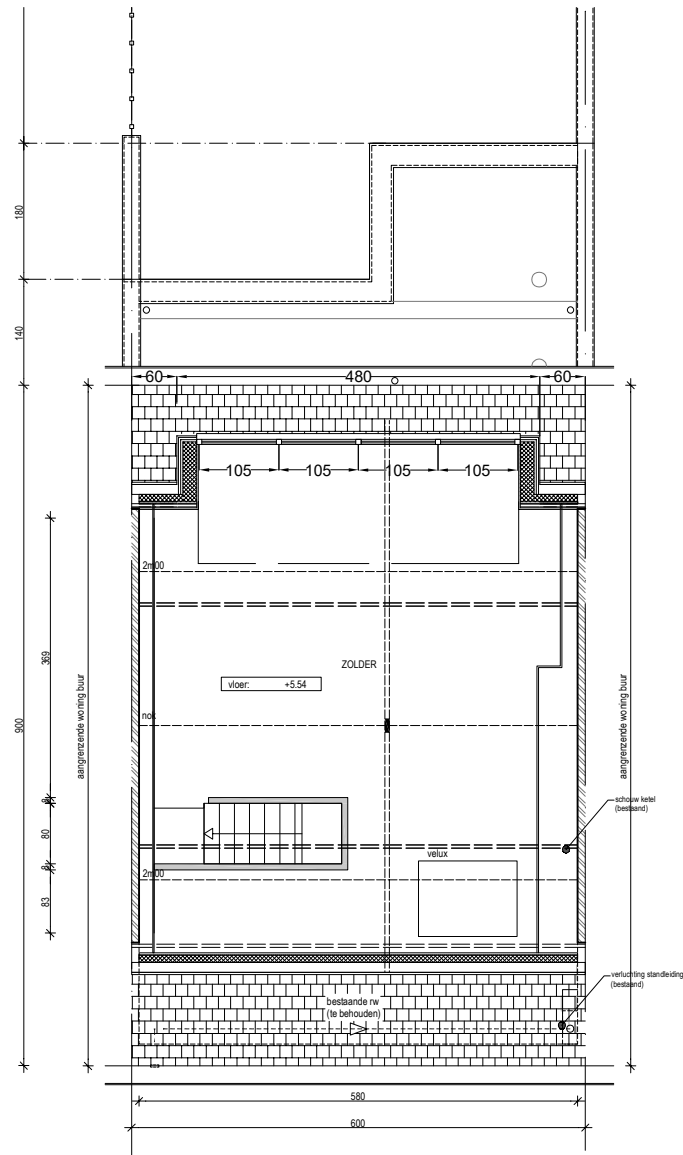 180
140
60
480
60
105
105
105
105
2m00
369
ZOLDER
vloer: +5.54
aangrenzende woning buur
aangrenzende woning buur
900
nok
schouw ketel
(bestaand)
80
velux
2m00
83
verluchting standleiding
(bestaand)
bestaande rw
(te behouden)
580
600